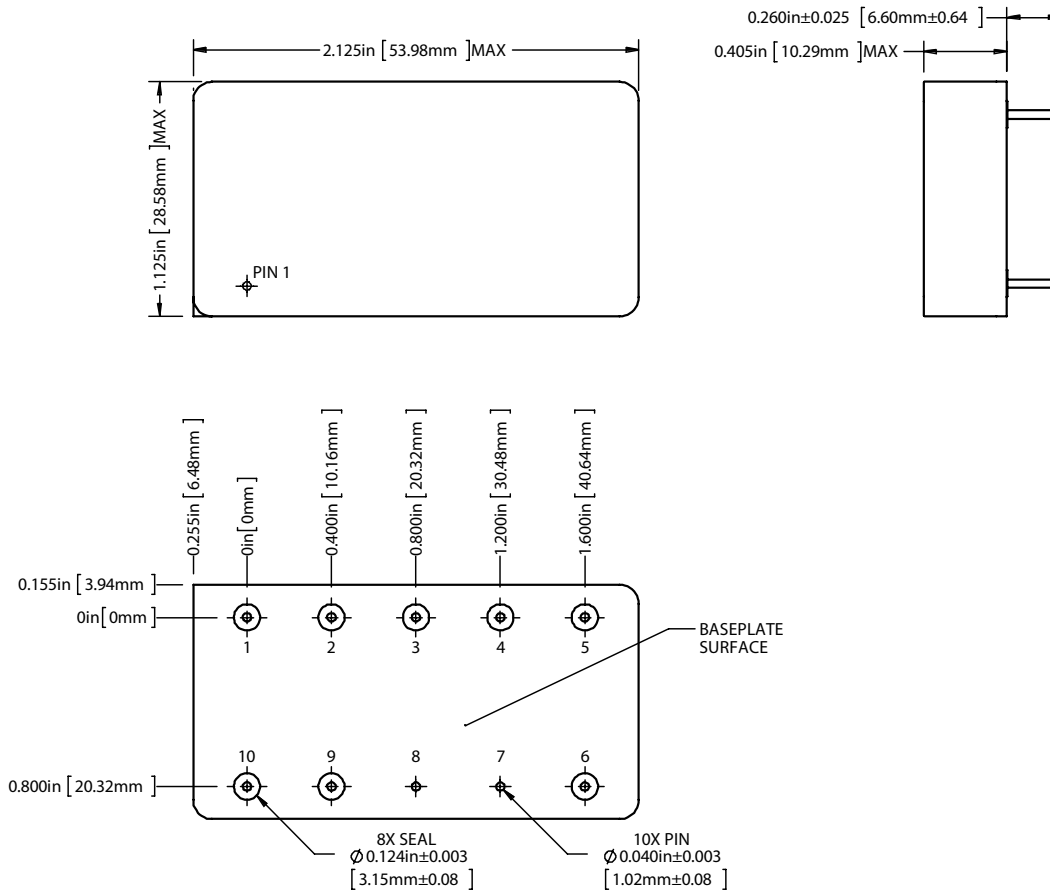 0.260in±0.025 [6.60mm±0.64 ]
2.125in [53.98mm ]MAX
0.405in [10.29mm ]MAX
1.125in [28.58mm ]MAX
PIN 1
0.255in [6.48mm ]
0in[0mm ]
0.400in [10.16mm ]
0.800in [20.32mm ]
1.200in [30.48mm ]
1.600in [40.64mm ]
0.155in [3.94mm ]
0in[0mm ]
1 2 3 4 5
BASEPLATE
SURFACE
10 9 8 7 6
0.800in [20.32mm ]
8X SEAL
Ø0.124in±0.003
[3.15mm±0.08 ]
10X PIN
Ø0.040in±0.003
[1.02mm±0.08 ]